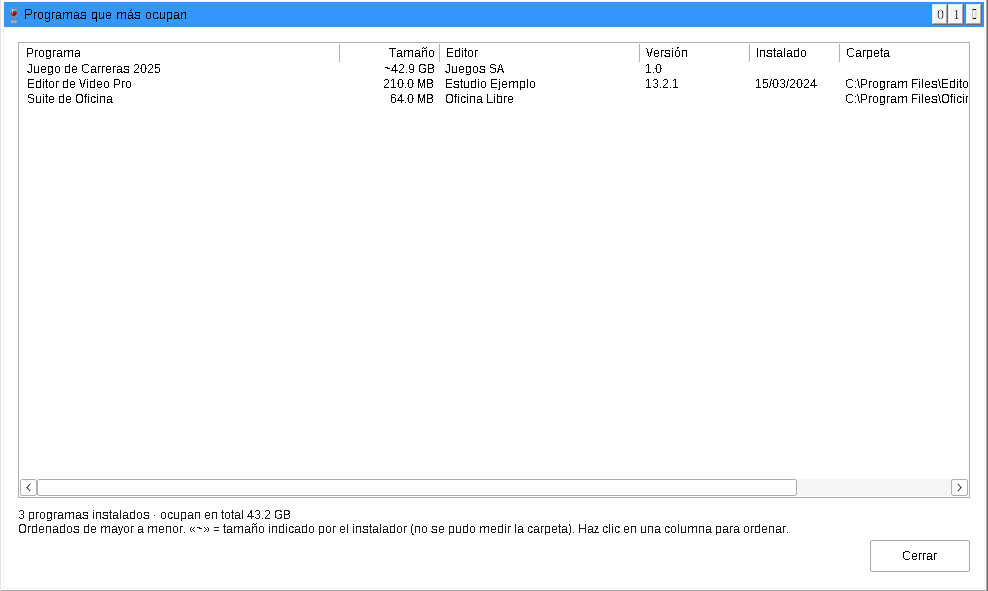 Programas que más ocupan
Programa Tamaño Editor Versión Instalado Carpeta
Juego de Carreras 2025 ~42.9 GB Juegos SA 1.0
Editor de Video Pro 210.0 MB Estudio Ejemplo 13.2.1 15/03/2024 C:\Program Files\Edito
Suite de Oficina 64.0 MB Oficina Libre C:\Program Files\Oficin
3 programas instalados · ocupan en total 43.2 GB
Ordenados de mayor a menor. «~» = tamaño indicado por el instalador (no se pudo medir la carpeta). Haz clic en una columna para ordenar.
Cerrar